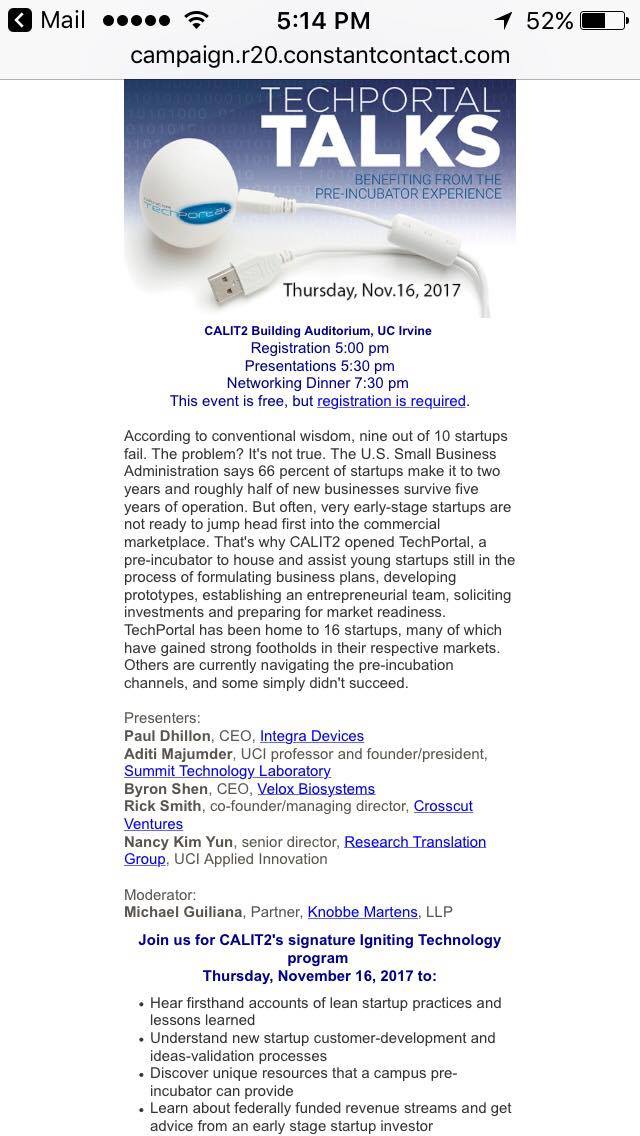 Mail
5:14 PM
52%
campaign.r20.constantcontact.com
TECHPORTAL
TALKS
BENEFITING FROM THE
PRE-INCUBATOR EXPERIENCE
TechPortal
Thursday, Nov.16, 2017
CALIT2 Building Auditorium, UC Irvine
Registration 5:00 pm
Presentations 5:30 pm
Networking Dinner 7:30 pm
This event is free, but registration is required.
According to conventional wisdom, nine out of 10 startups
fail. The problem? It's not true. The U.S. Small Business
Administration says 66 percent of startups make it to two
years and roughly half of new businesses survive five
years of operation. But often, very early-stage startups are
not ready to jump head first into the commercial
marketplace. That's why CALIT2 opened TechPortal, a
pre-incubator to house and assist young startups still in the
process of formulating business plans, developing
prototypes, establishing an entrepreneurial team, soliciting
investments and preparing for market readiness.
TechPortal has been home to 16 startups, many of which
have gained strong footholds in their respective markets.
Others are currently navigating the pre-incubation
channels, and some simply didn't succeed.
Presenters:
Paul Dhillon, CEO, Integra Devices
Aditi Majumder, UCI professor and founder/president,
Summit Technology Laboratory
Byron Shen, CEO, Velox Biosystems
Rick Smith, co-founder/managing director, Crosscut
Ventures
Nancy Kim Yun, senior director, Research Translation
Group, UCI Applied Innovation
Moderator:
Michael Guiliana, Partner, Knobbe Martens, LLP
Join us for CALIT2's signature Igniting Technology
program
Thursday, November 16, 2017 to:
• Hear firsthand accounts of lean startup practices and
lessons learned
• Understand new startup customer-development and
ideas-validation processes
• Discover unique resources that a campus pre-
incubator can provide
• Learn about federally funded revenue streams and get
advice from an early stage startup investor